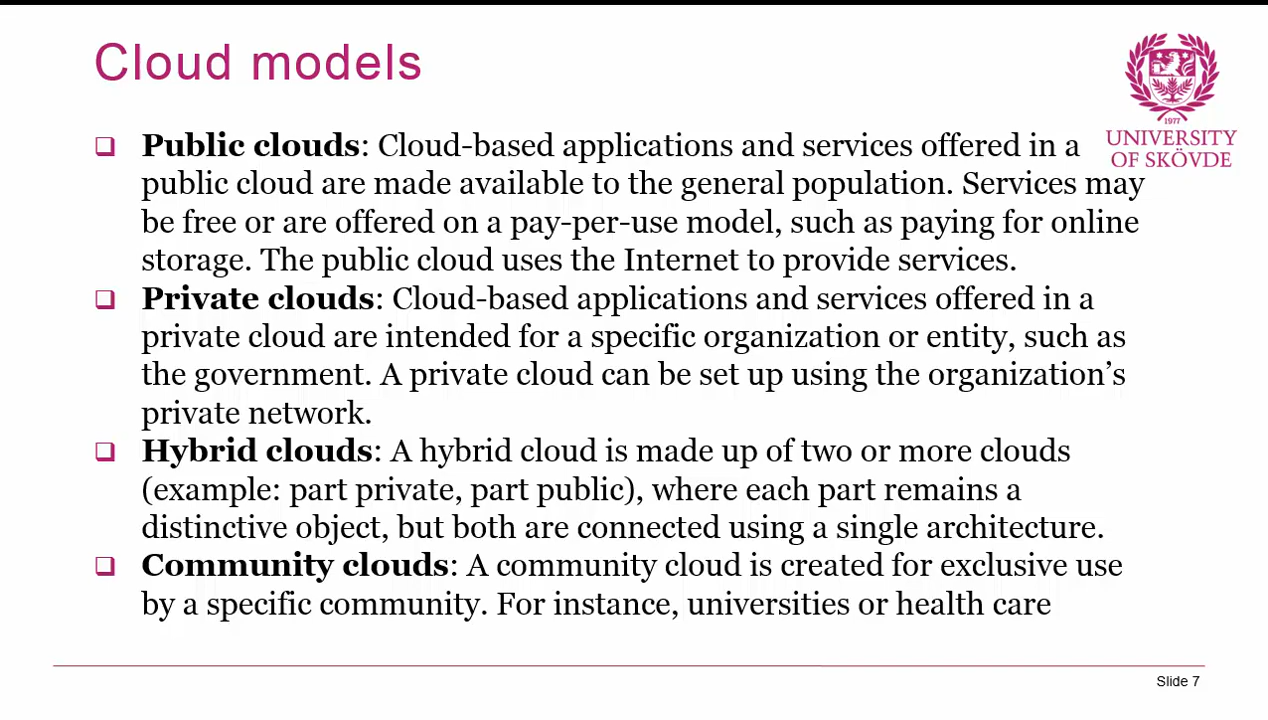 Cloud models
1977
UNIVERSITY
OF SKÖVDE
Public clouds: Cloud-based applications and services offered in a
public cloud are made available to the general population. Services may
be free or are offered on a pay-per-use model, such as paying for online
storage. The public cloud uses the Internet to provide services.
Private clouds: Cloud-based applications and services offered in a
private cloud are intended for a specific organization or entity, such as
the government. A private cloud can be set up using the organization’s
private network.
Hybrid clouds: A hybrid cloud is made up of two or more clouds
(example: part private, part public), where each part remains a
distinctive object, but both are connected using a single architecture.
Community clouds: A community cloud is created for exclusive use
by a specific community. For instance, universities or health care
Slide 7